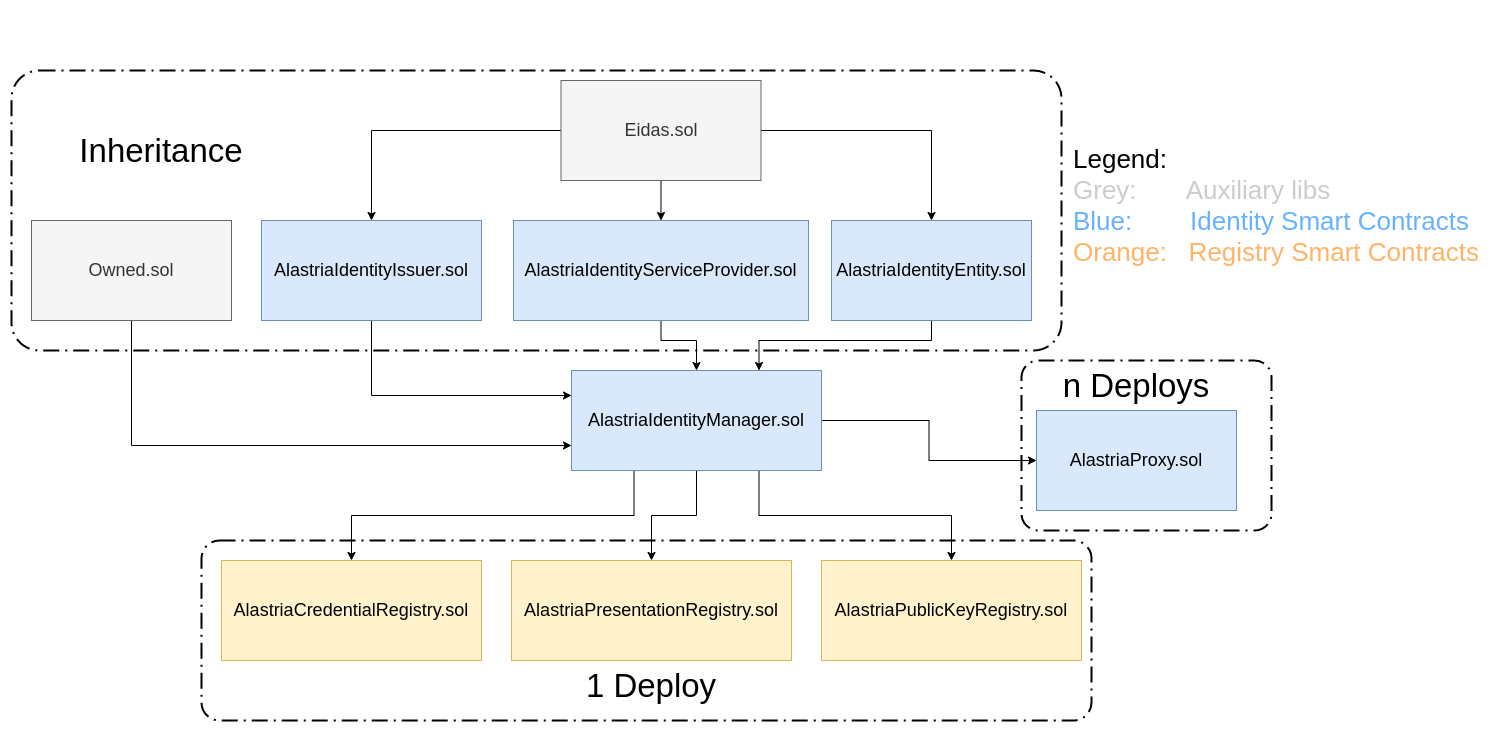 Eidas.sol
Inheritance
Legend:
Grey: Auxiliary libs
Blue: Identity Smart Contracts
Orange: Registry Smart Contracts
Owned.sol
AlastriaIdentityIssuer.sol
AlastriaIdentityServiceProvider.sol
AlastriaIdentityEntity.sol
n Deploys
AlastriaIdentityManager.sol
AlastriaProxy.sol
AlastriaCredentialRegistry.sol
AlastriaPresentationRegistry.sol
AlastriaPublicKeyRegistry.sol
1 Deploy